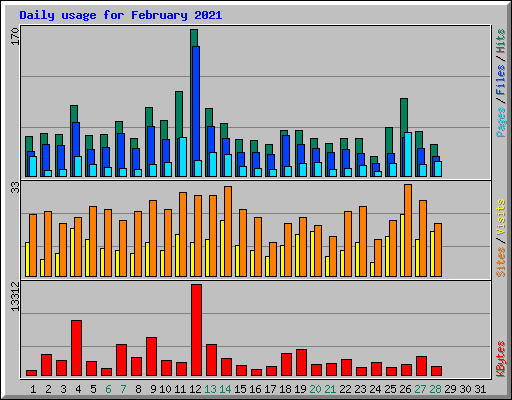 Daily usage for February 2021
170
Pages / Files / Hits
33
Sites / Visits
13312
KBytes
1 2 3 4 5 6 7 8 9 10 11 12 13 14 15 16 17 18 19 20 21 22 23 24 25 26 27 28 29 30 31